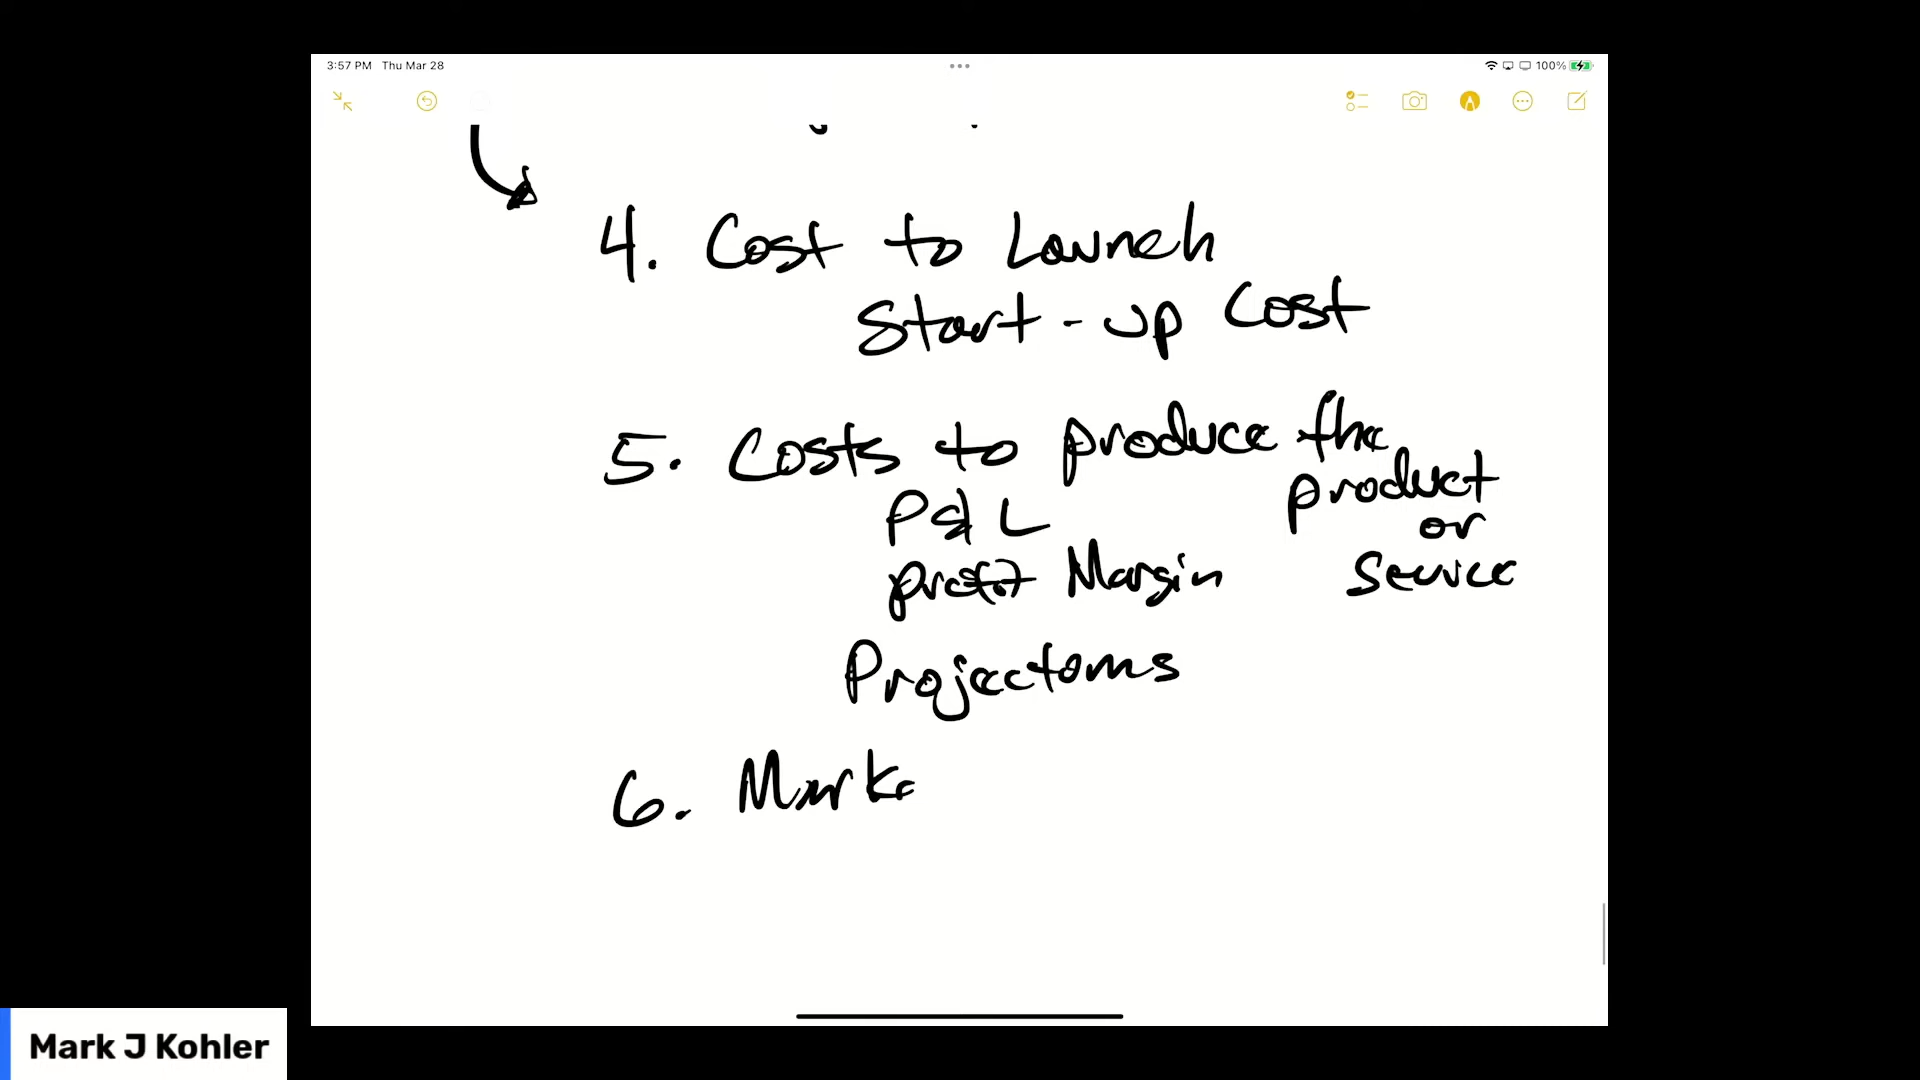 3:57 PM Thu Mar 28
100%
4. Cost to Launch
Start-up Cost
5. Costs to produce the
product
or
Service
P&L
profit Margin
Projections
6. Marke
Mark J Kohler